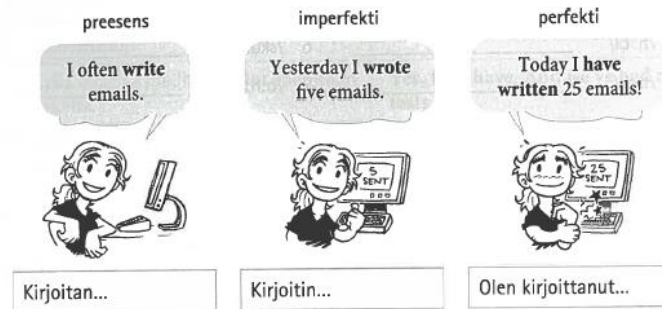 preesens
I often write
emails.
5
SENT
Kirjoitan...
imperfekti
Yesterday I wrote
five emails.
Kirjoitin...
perfekti
Today I have
written 25 emails!
25
SENT
Olen kirjoittanut...